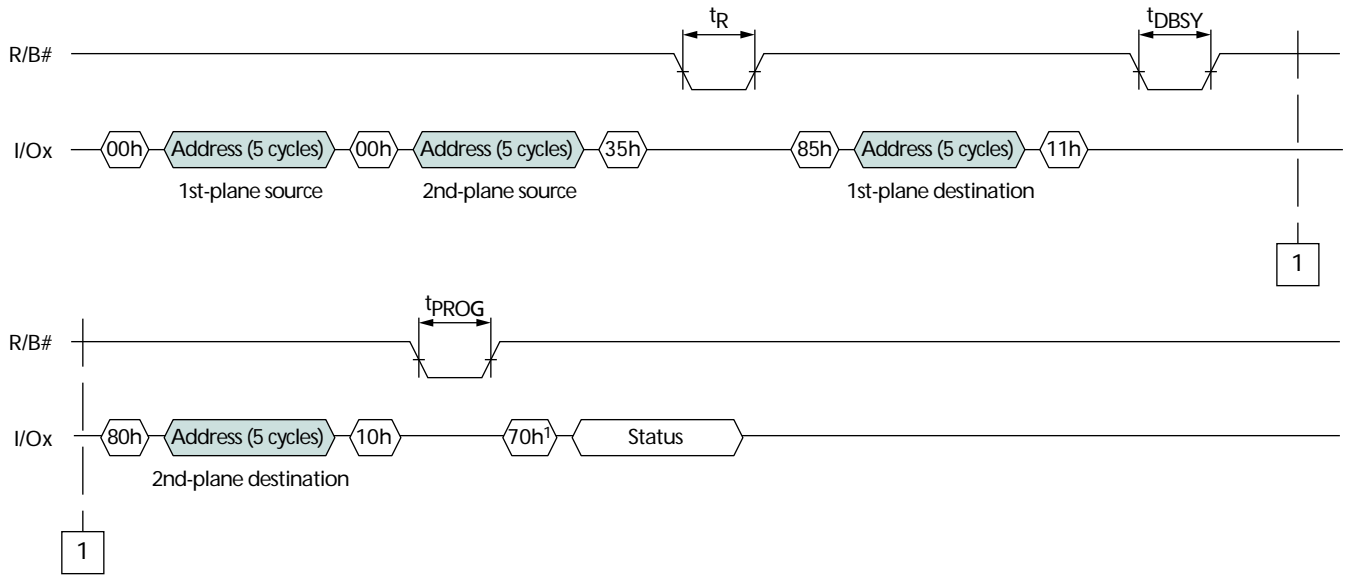 tR tDBSY
R/B#
I/Ox 00h Address (5 cycles) 00h Address (5 cycles) 35h 85h Address (5 cycles) 11h
1st-plane source 2nd-plane source 1st-plane destination
1
tPROG
R/B#
I/Ox 80h Address (5 cycles) 10h 70h1 Status
2nd-plane destination
1